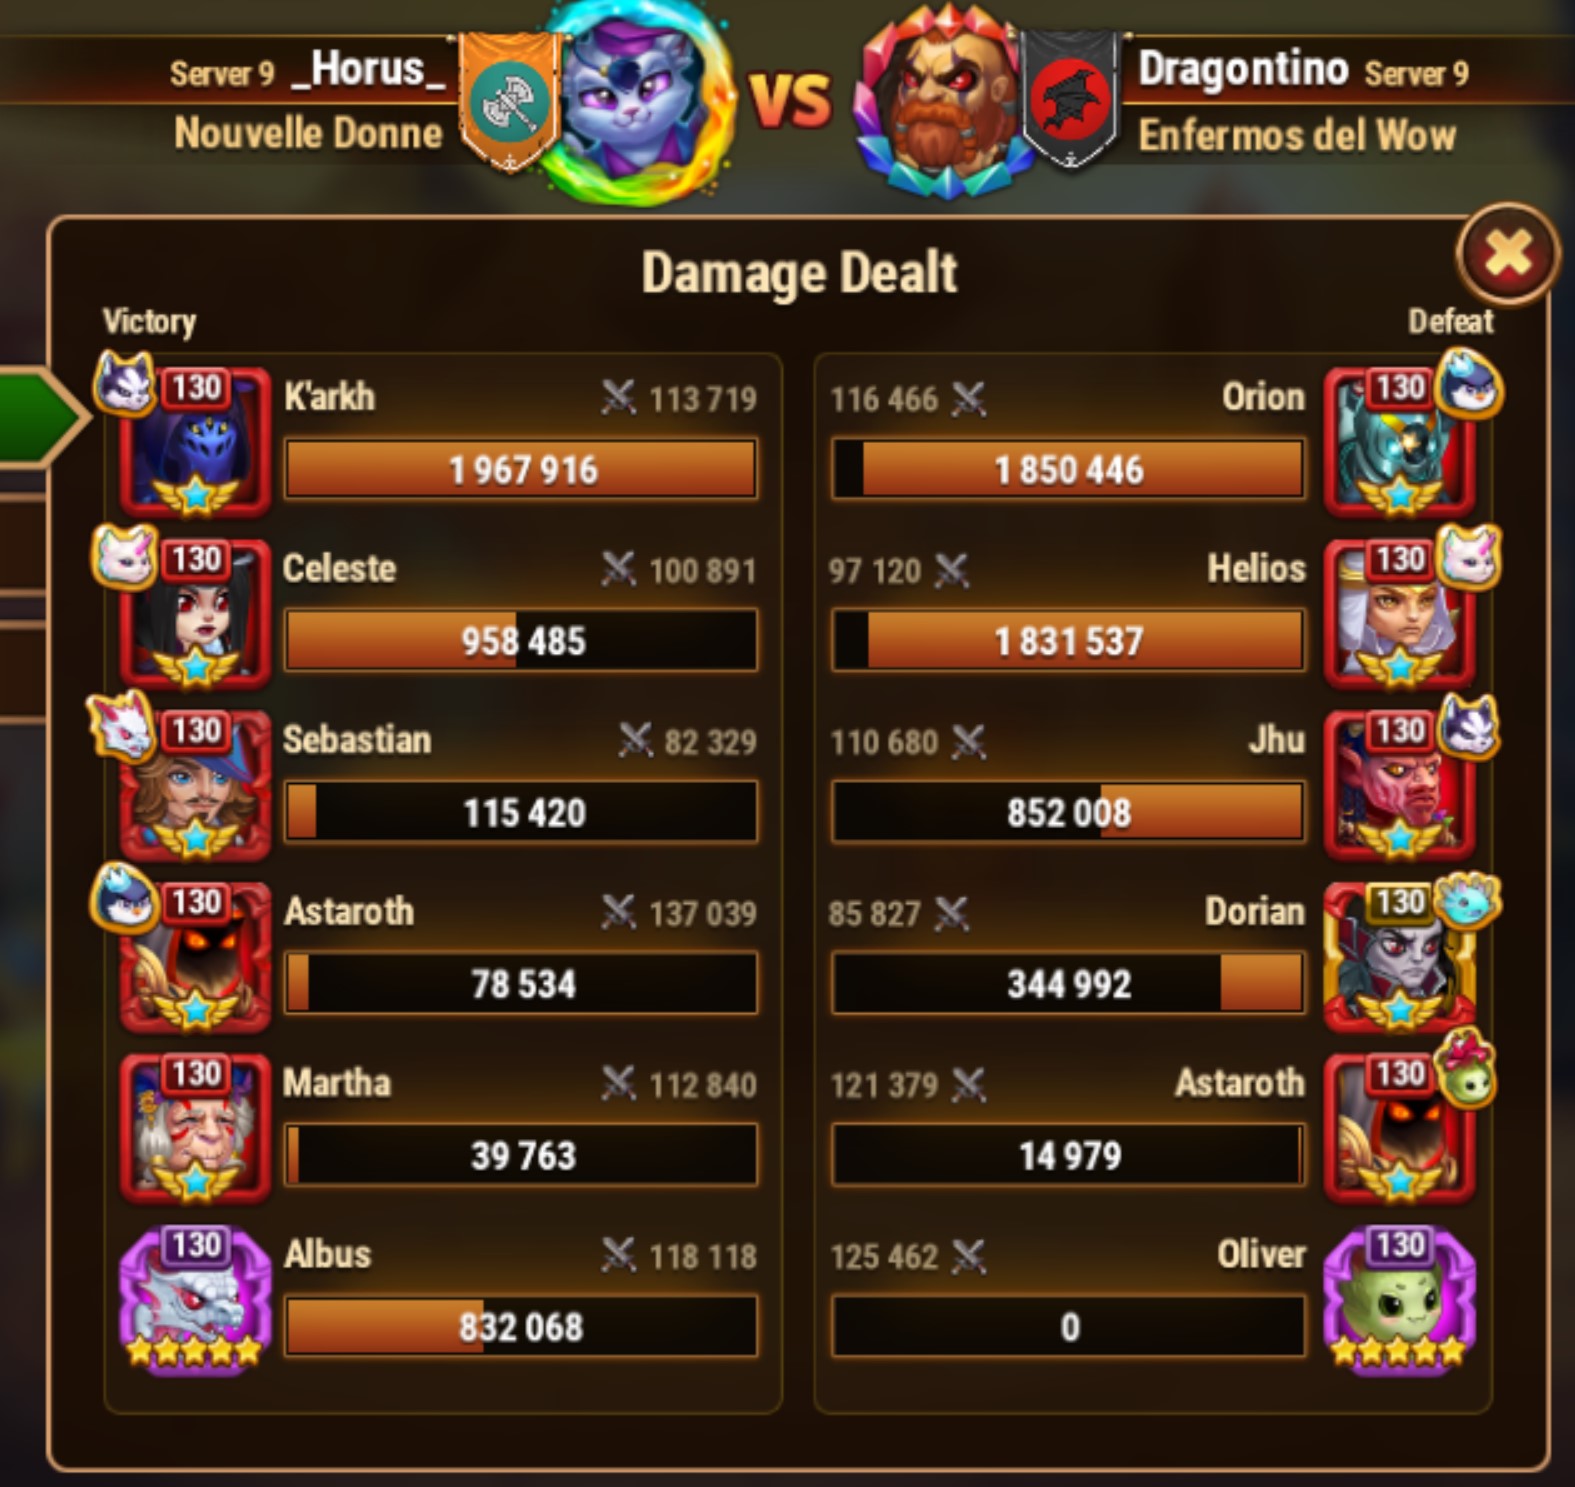 Server 9 _Horus_
Nouvelle Donne
VS
Dragontino Server 9
Enfermos del Wow
Damage Dealt
Victory
Defeat
130 K'arkh 113 719
1 967 916
116 466 Orion 130
1 850 446
130 Celeste 100 891
958 485
97 120 Helios 130
1 831 537
130 Sebastian 82 329
115 420
110 680 Jhu 130
852 008
130 Astaroth 137 039
78 534
85 827 Dorian 130
344 992
130 Martha 112 840
39 763
121 379 Astaroth 130
14 979
130 Albus 118 118
832 068
125 462 Oliver 130
0